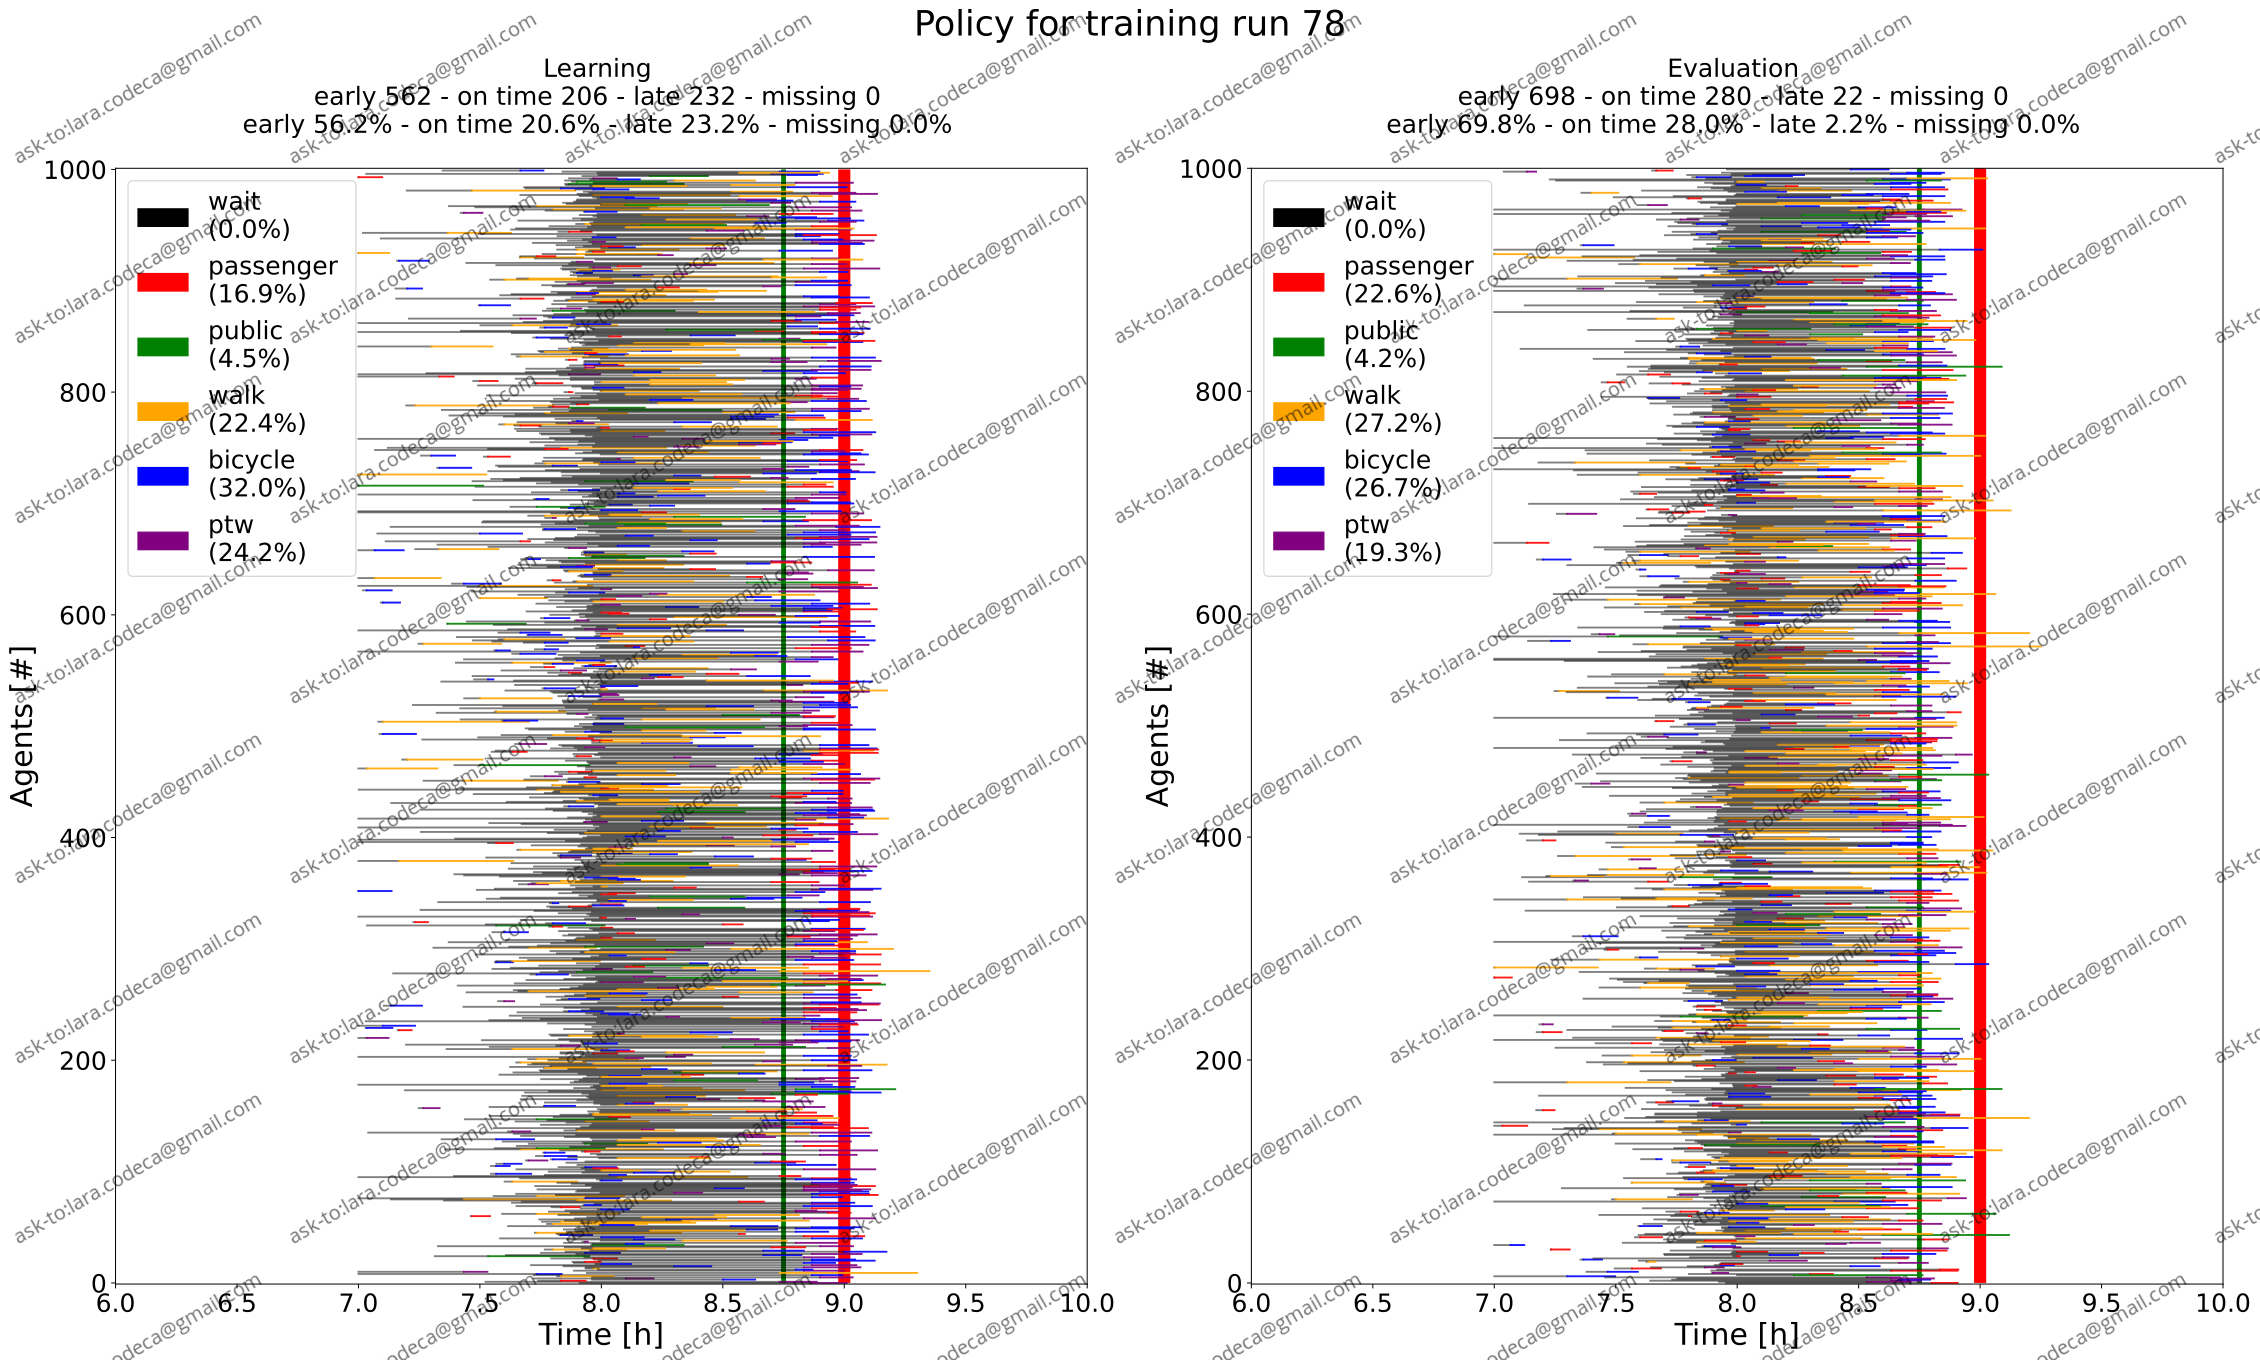 Policy for training run 78
Learning
early 562 - on time 206 - late 232 - missing 0
early 56.2% - on time 20.6% - late 23.2% - missing 0.0%
1000
800
600
400
200
0
Agents [#]
wait
(0.0%)
passenger
(16.9%)
public
(4.5%)
walk
(22.4%)
bicycle
(32.0%)
ptw
(24.2%)
6.0 6.5 7.0 7.5 8.0 8.5 9.0 9.5 10.0
Time [h]
Evaluation
early 698 - on time 280 - late 22 - missing 0
early 69.8% - on time 28.0% - late 2.2% - missing 0.0%
1000
800
600
400
200
0
Agents [#]
wait
(0.0%)
passenger
(22.6%)
public
(4.2%)
walk
(27.2%)
bicycle
(26.7%)
ptw
(19.3%)
6.0 6.5 7.0 7.5 8.0 8.5 9.0 9.5 10.0
Time [h]
ask-to:lara.codeca@gmail.com